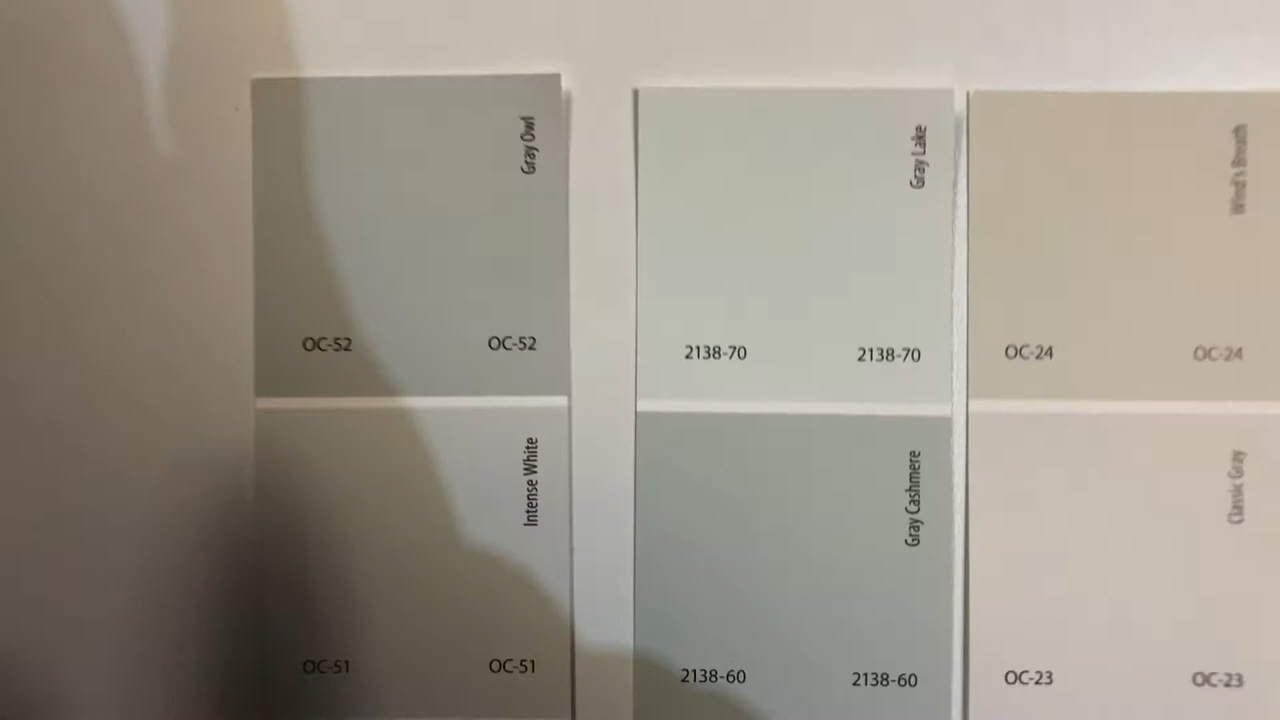 Gray Owl
OC-52 OC-52
Intense White
OC-51 OC-51
Gray Lake
2138-70 2138-70
Gray Cashmere
2138-60 2138-60
Wind's Breath
OC-24 OC-24
Classic Gray
OC-23 OC-23